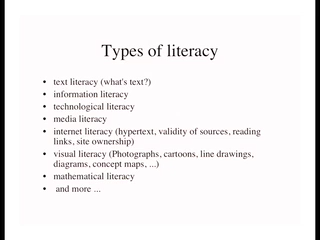 Types of literacy
• text literacy (what's text?)
• information literacy
• technological literacy
• media literacy
• internet literacy (hypertext, validity of sources, reading
links, site ownership)
• visual literacy (Photographs, cartoons, line drawings,
diagrams, concept maps, ...)
• mathematical literacy
• and more ...